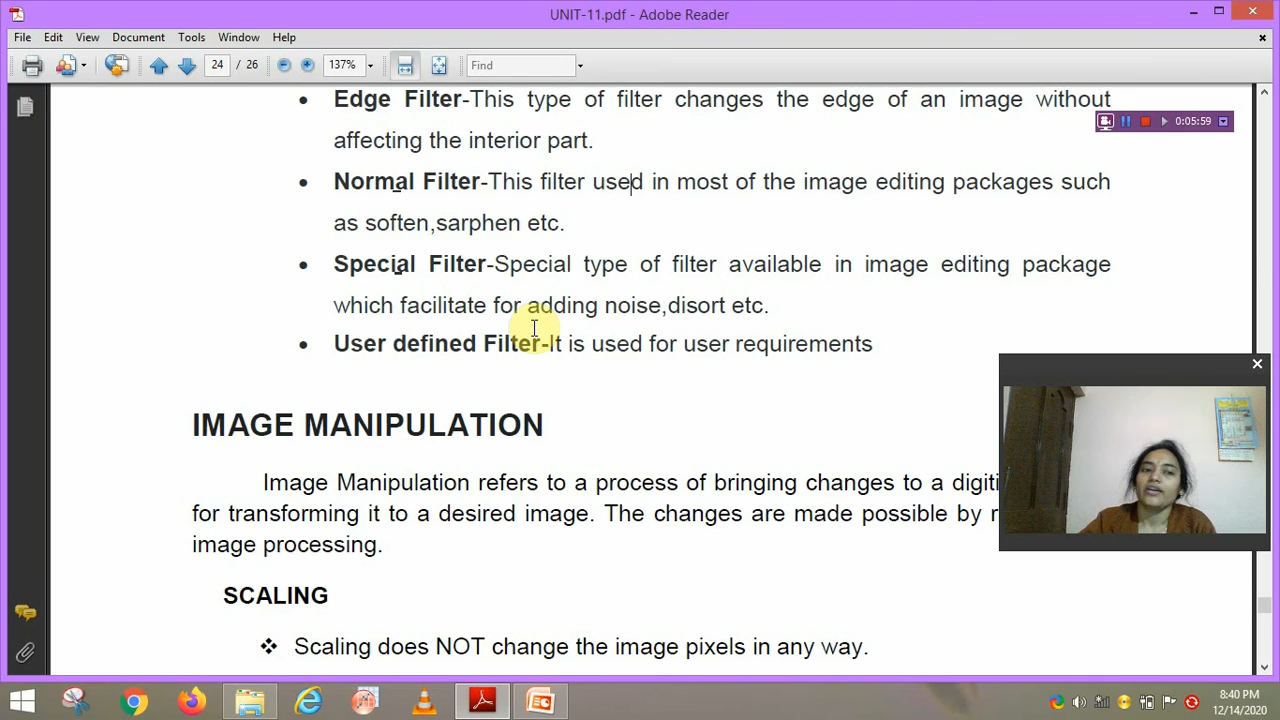 UNIT-11.pdf - Adobe Reader
File Edit View Document Tools Window Help
24 / 26 137% Find
Edge Filter-This type of filter changes the edge of an image without
0:05:59
affecting the interior part.
Normal Filter-This filter used in most of the image editing packages such
as soften,sarphen etc.
Special Filter-Special type of filter available in image editing package
which facilitate for adding noise,disort etc.
User defined Filter-It is used for user requirements
IMAGE MANIPULATION
Image Manipulation refers to a process of bringing changes to a digiti
for transforming it to a desired image. The changes are made possible by
image processing.
SCALING
Scaling does NOT change the image pixels in any way.
8:40 PM
12/14/2020